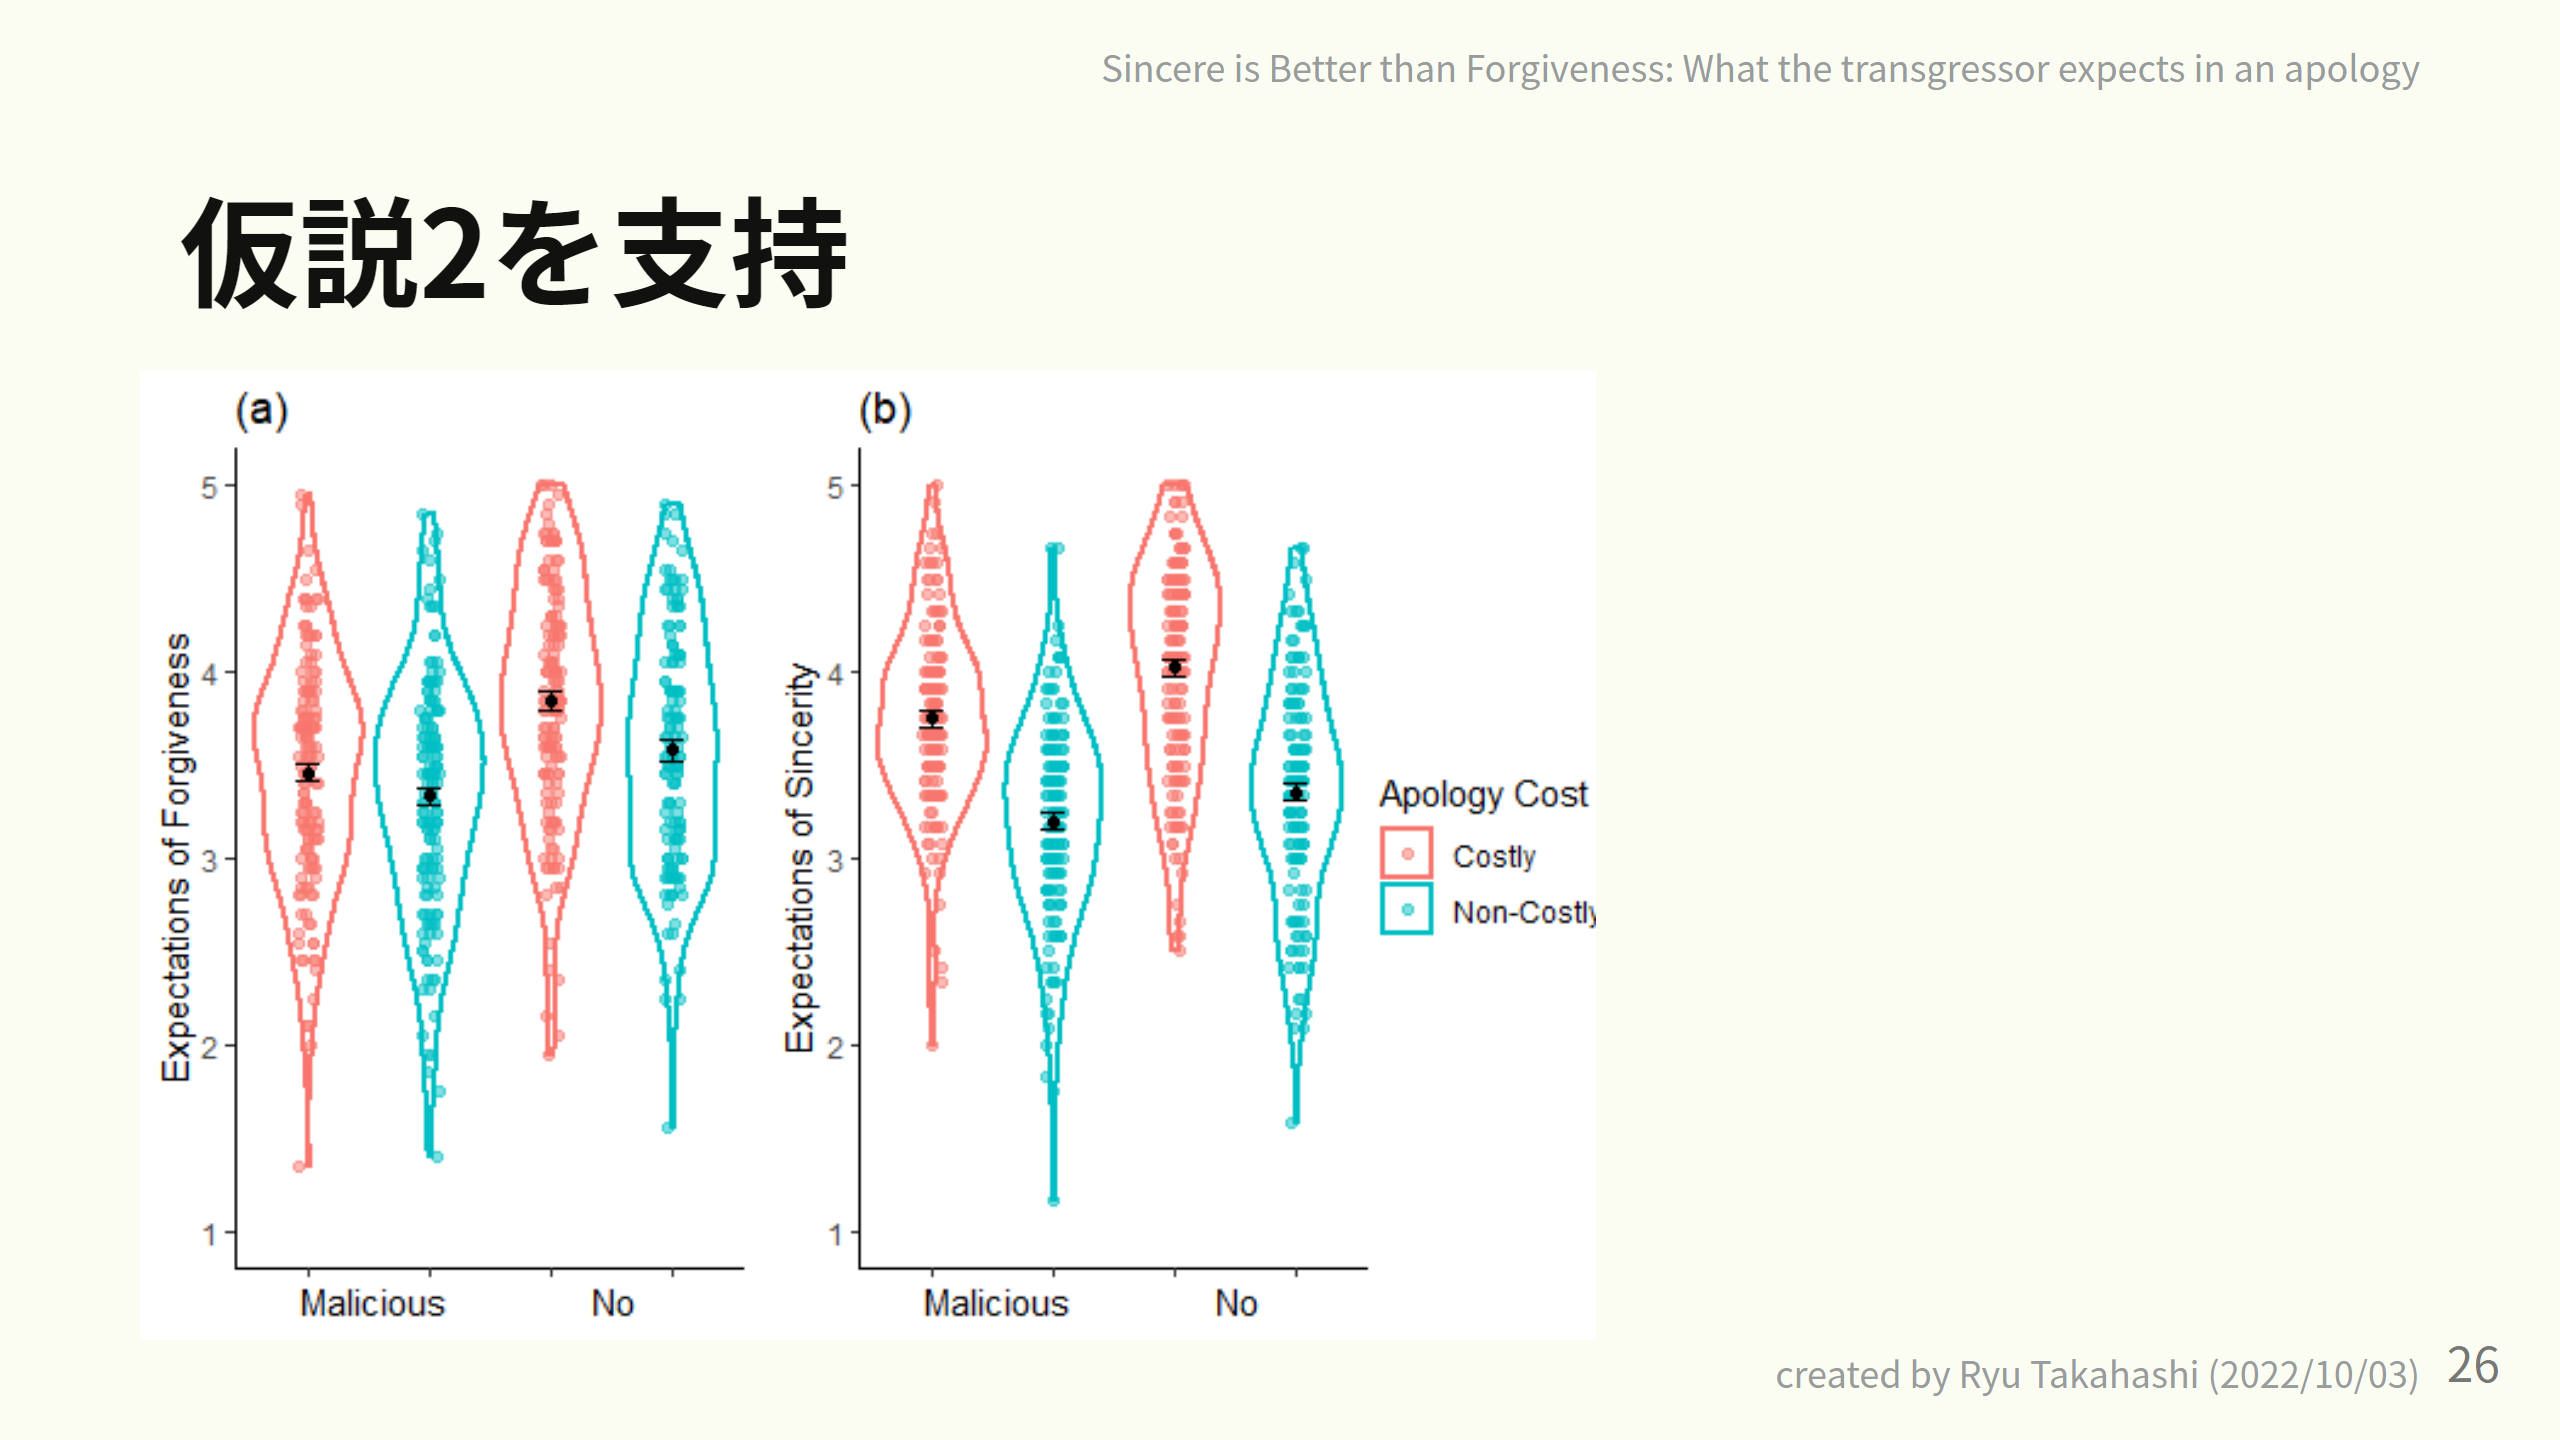 Sincere is Better than Forgiveness: What the transgressor expects in an apology
仮説2を支持
(a)
Expectations of Forgiveness
5
4
3
2
1
Malicious No
(b)
Expectations of Sincerity
5
4
3
2
1
Malicious No
Apology Cost
Costly
Non-Costly
created by Ryu Takahashi (2022/10/03) 26